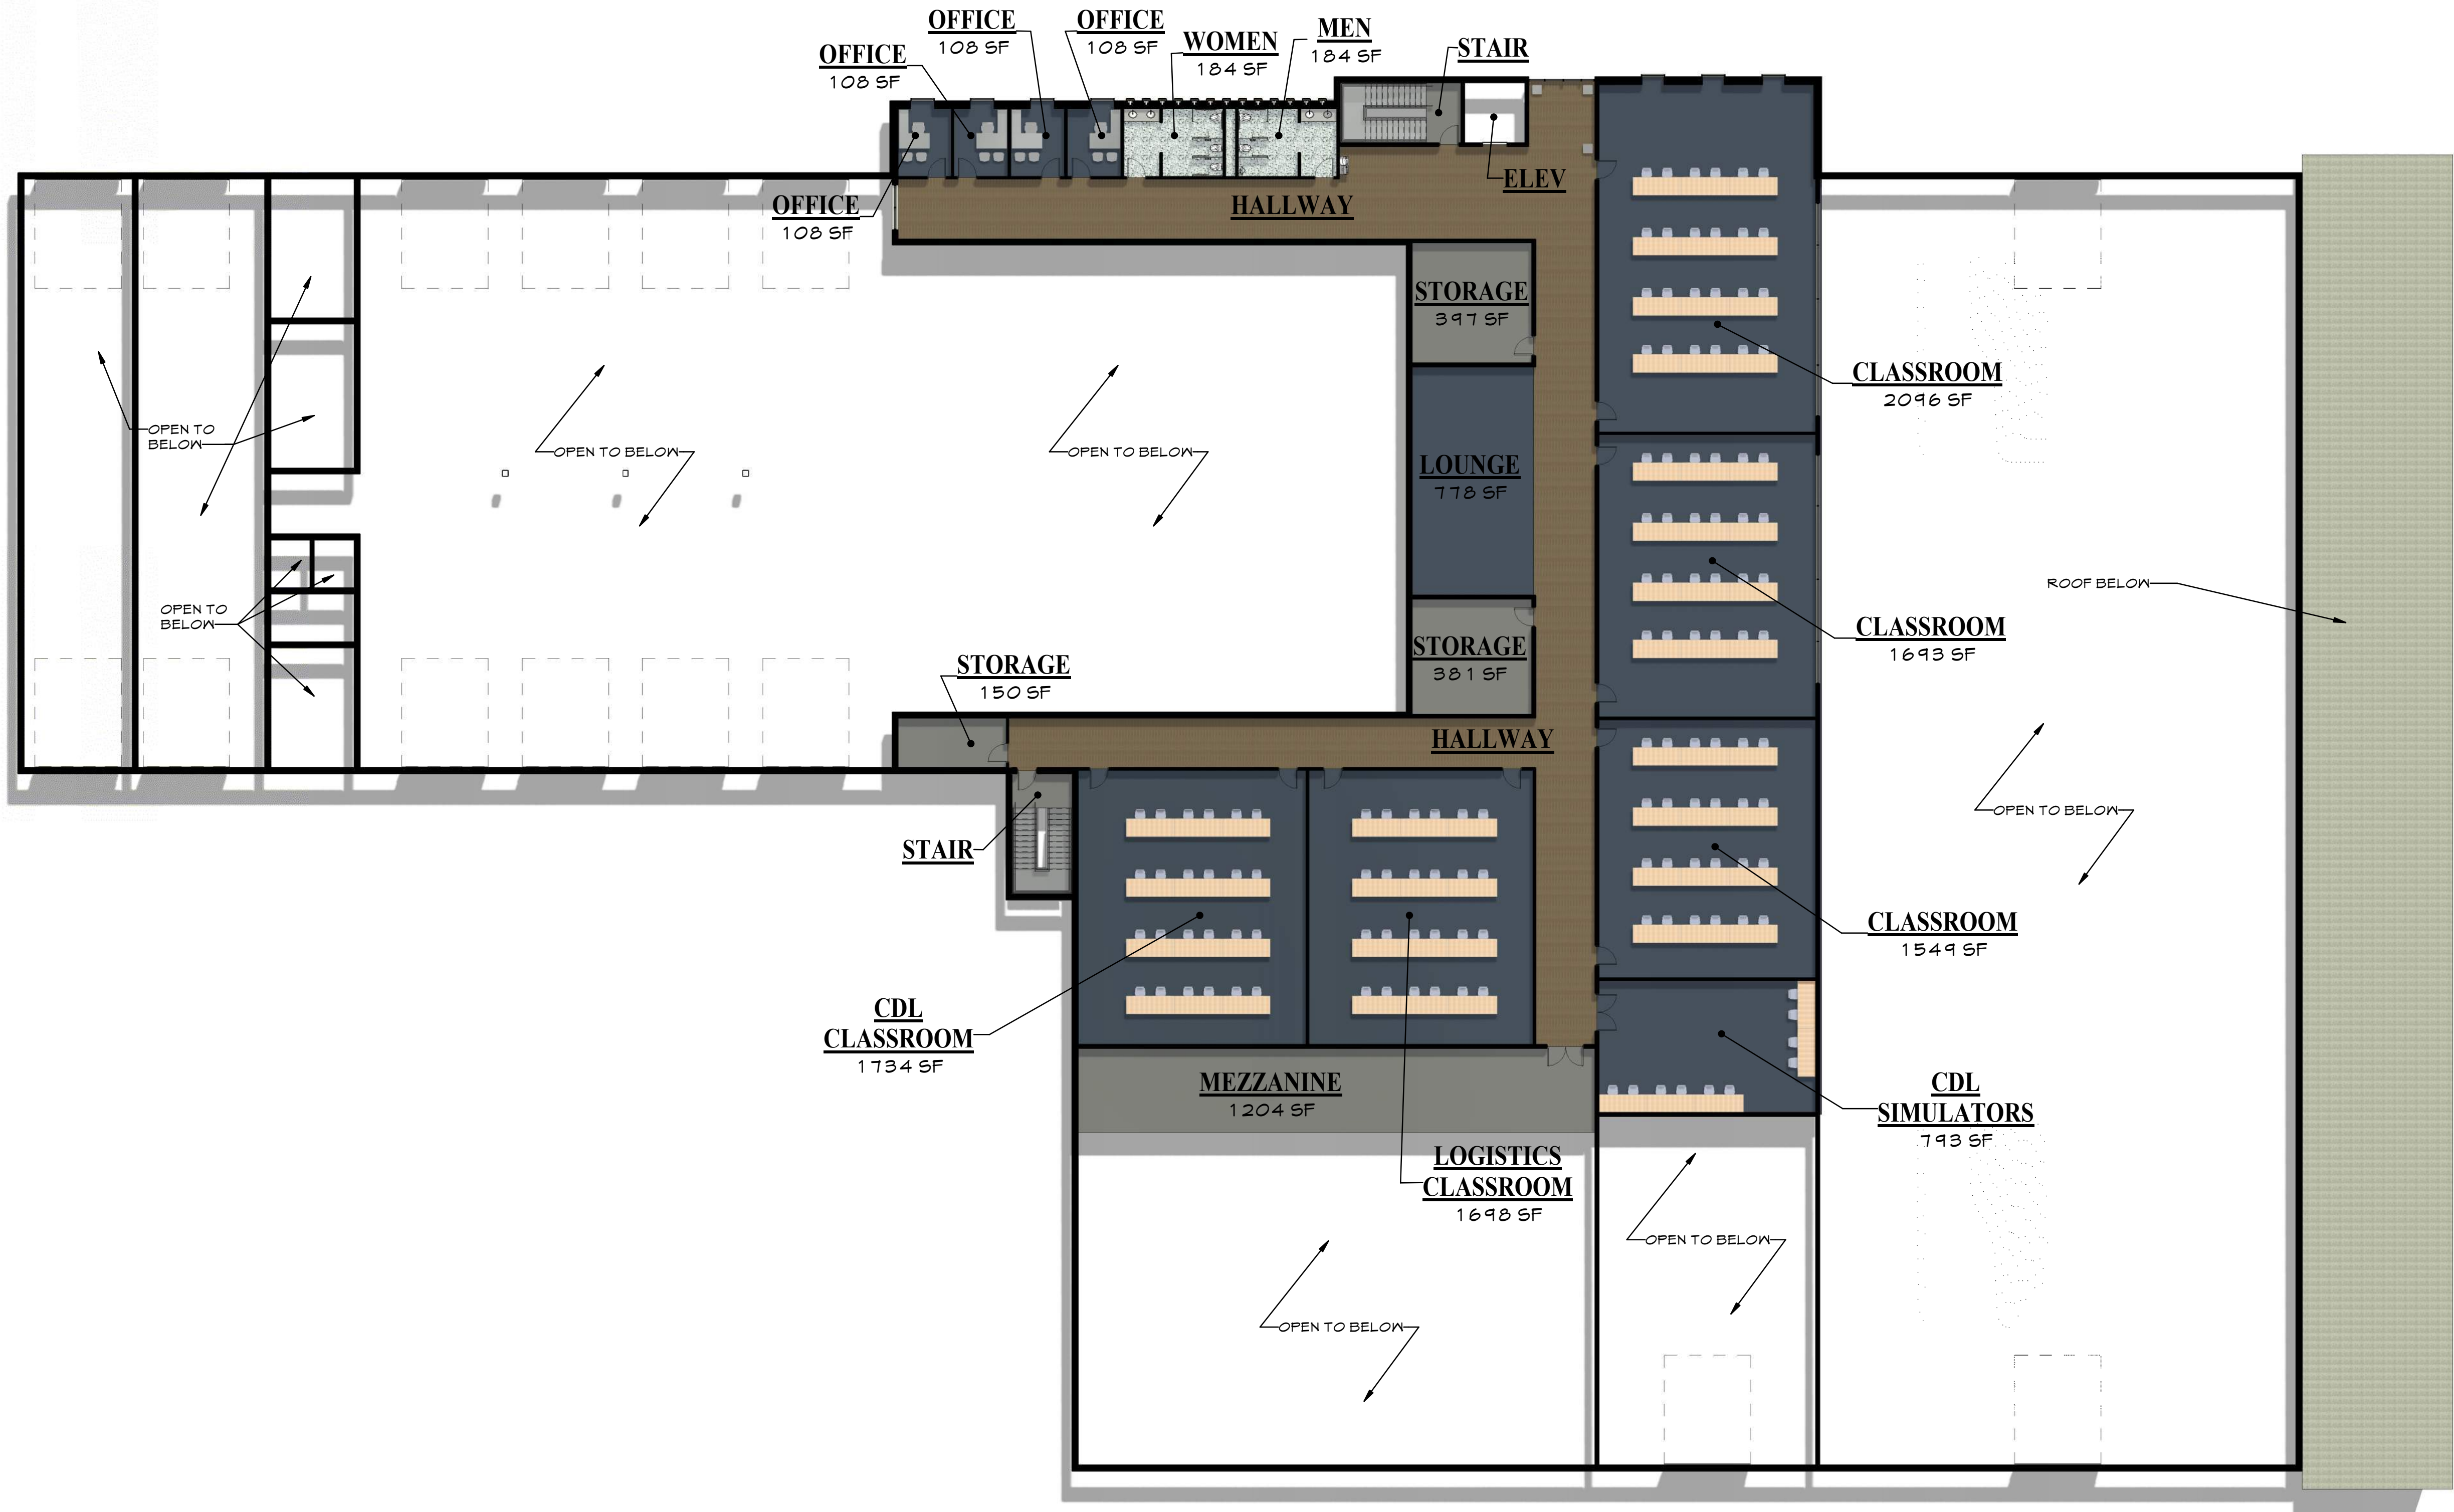 OFFICE
108 SF
OFFICE
108 SF
OFFICE
108 SF
WOMEN
184 SF
MEN
184 SF
STAIR
OFFICE
108 SF
HALLWAY
ELEV
STORAGE
397 SF
CLASSROOM
2096 SF
OPEN TO
BELOW
OPEN TO BELOW
OPEN TO BELOW
LOUNGE
778 SF
ROOF BELOW
OPEN TO
BELOW
CLASSROOM
1693 SF
STORAGE
381 SF
STORAGE
150 SF
HALLWAY
OPEN TO BELOW
STAIR
CLASSROOM
1549 SF
CDL
CLASSROOM
1734 SF
MEZZANINE
1204 SF
CDL
SIMULATORS
793 SF
LOGISTICS
CLASSROOM
1698 SF
OPEN TO BELOW
OPEN TO BELOW